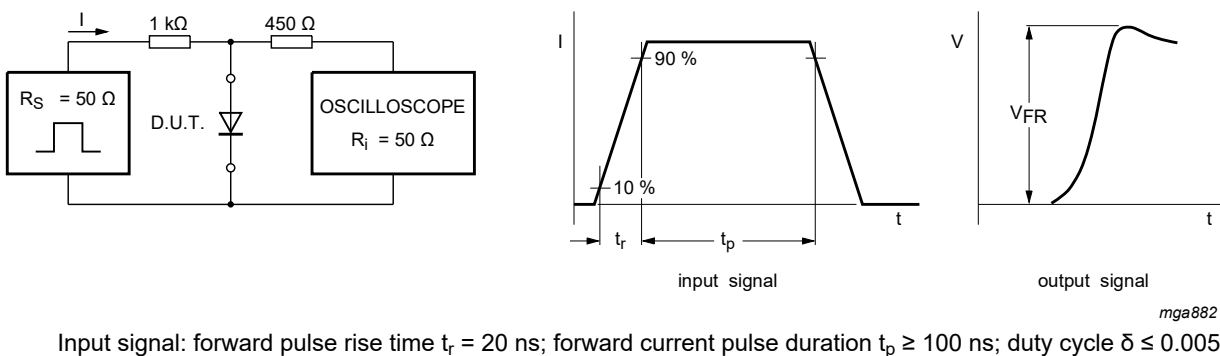 I
1 kΩ
450 Ω
R_S = 50 Ω
D.U.T.
OSCILLOSCOPE
R_i = 50 Ω
I
90 %
10 %
t
t_r
t_p
input signal
V
V_FR
t
output signal
mga882
Input signal: forward pulse rise time t_r = 20 ns; forward current pulse duration t_p ≥ 100 ns; duty cycle δ ≤ 0.005